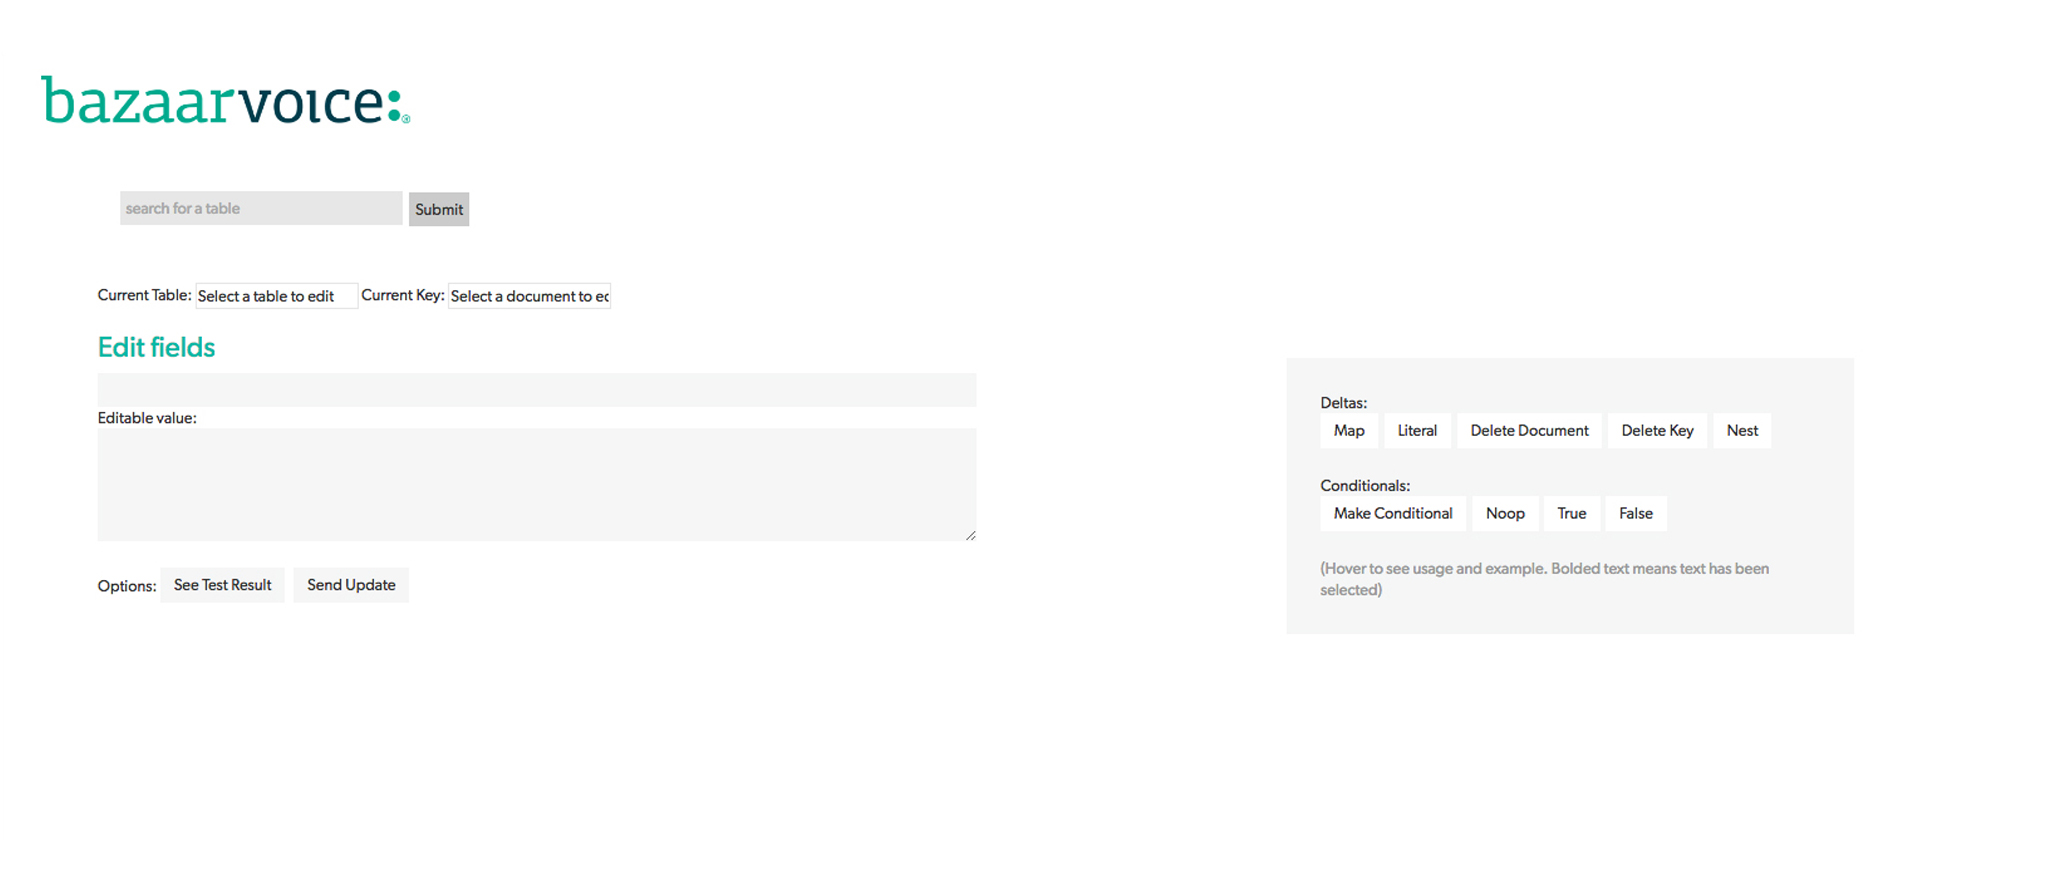 bazaarvoice:®
search for a table
Submit
Current Table: Select a table to edit Current Key: Select a document to ec
Edit fields
Editable value:
Options: See Test Result Send Update
Deltas:
Map Literal Delete Document Delete Key Nest
Conditionals:
Make Conditional Noop True False
(Hover to see usage and example. Bolded text means text has been
selected)